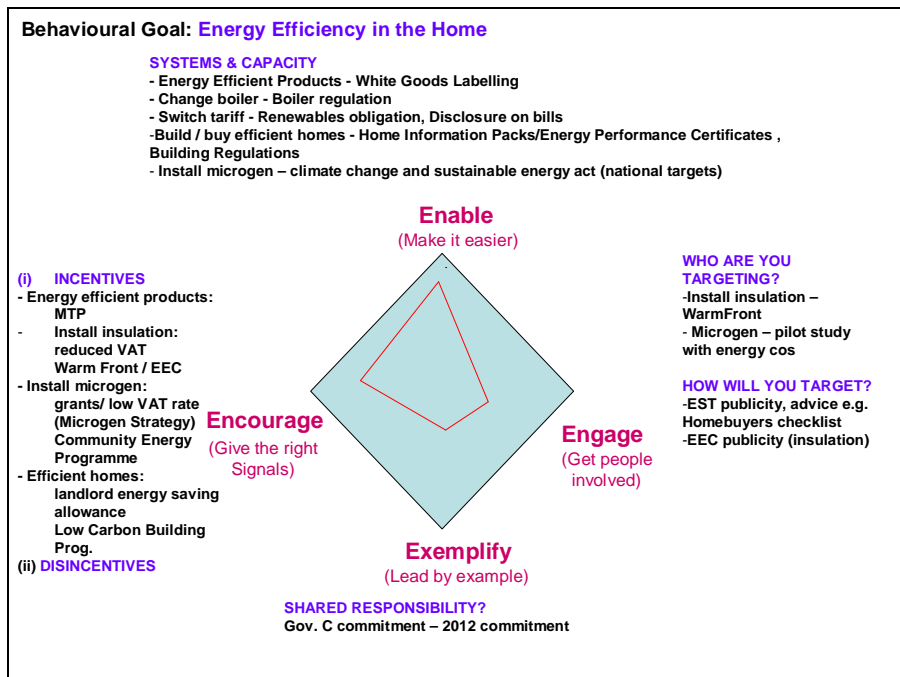 Behavioural Goal: Energy Efficiency in the Home
SYSTEMS & CAPACITY
- Energy Efficient Products - White Goods Labelling
- Change boiler - Boiler regulation
- Switch tariff - Renewables obligation, Disclosure on bills
-Build / buy efficient homes - Home Information Packs/Energy Performance Certificates ,
Building Regulations
- Install microgen – climate change and sustainable energy act (national targets)
Enable
(Make it easier)
(i) INCENTIVES
- Energy efficient products:
MTP
- Install insulation:
reduced VAT
Warm Front / EEC
- Install microgen:
grants/ low VAT rate
(Microgen Strategy)
Community Energy
Programme
- Efficient homes:
landlord energy saving
allowance
Low Carbon Building
Prog.
(ii) DISINCENTIVES
Encourage
(Give the right
Signals)
WHO ARE YOU
TARGETING?
-Install insulation –
WarmFront
- Microgen – pilot study
with energy cos
HOW WILL YOU TARGET?
-EST publicity, advice e.g.
Homebuyers checklist
-EEC publicity (insulation)
Engage
(Get people
involved)
Exemplify
(Lead by example)
SHARED RESPONSIBILITY?
Gov. C commitment – 2012 commitment